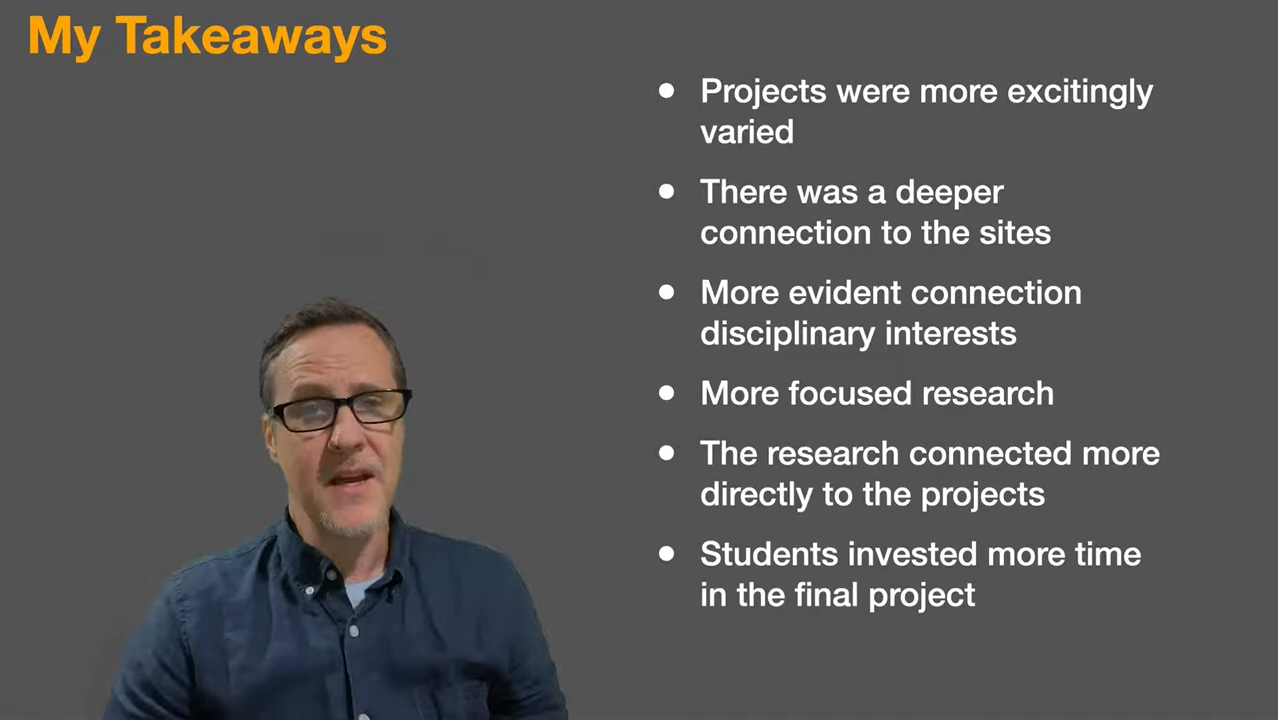 My Takeaways
• Projects were more excitingly
varied
• There was a deeper
connection to the sites
• More evident connection
disciplinary interests
• More focused research
• The research connected more
directly to the projects
• Students invested more time
in the final project